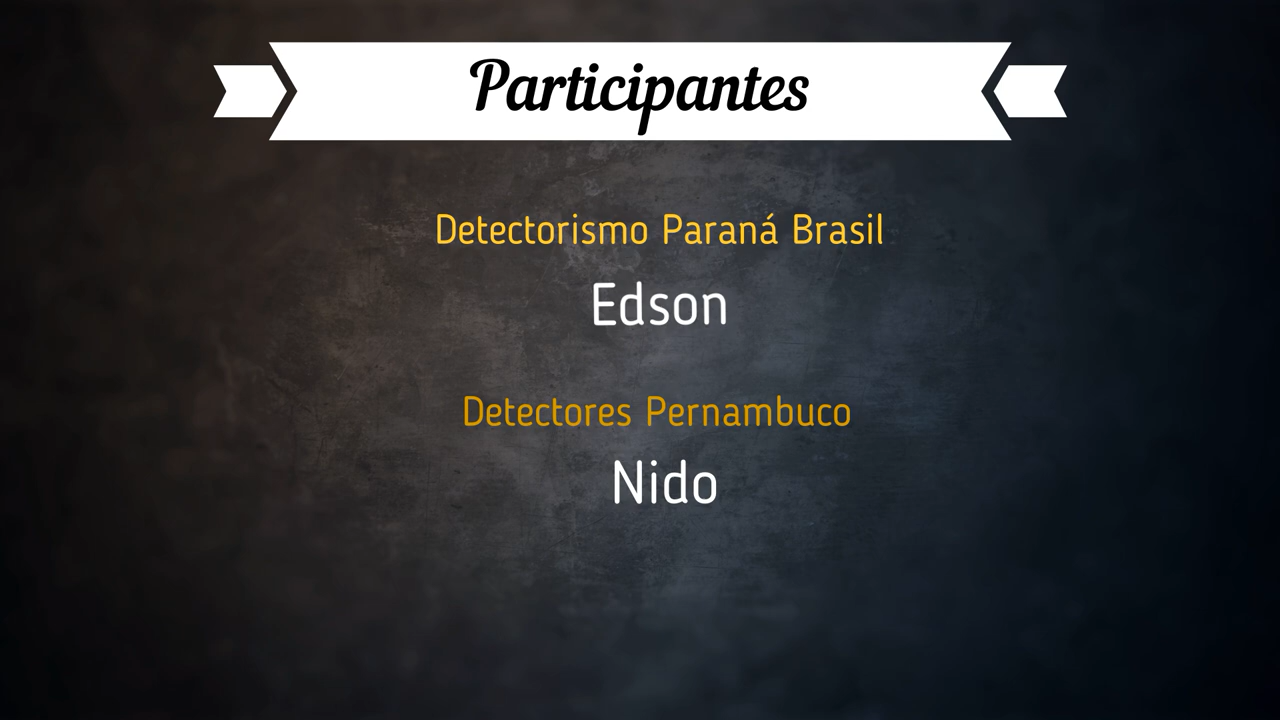 Participantes
Detectorismo Paraná Brasil
Edson
Detectores Pernambuco
Nido